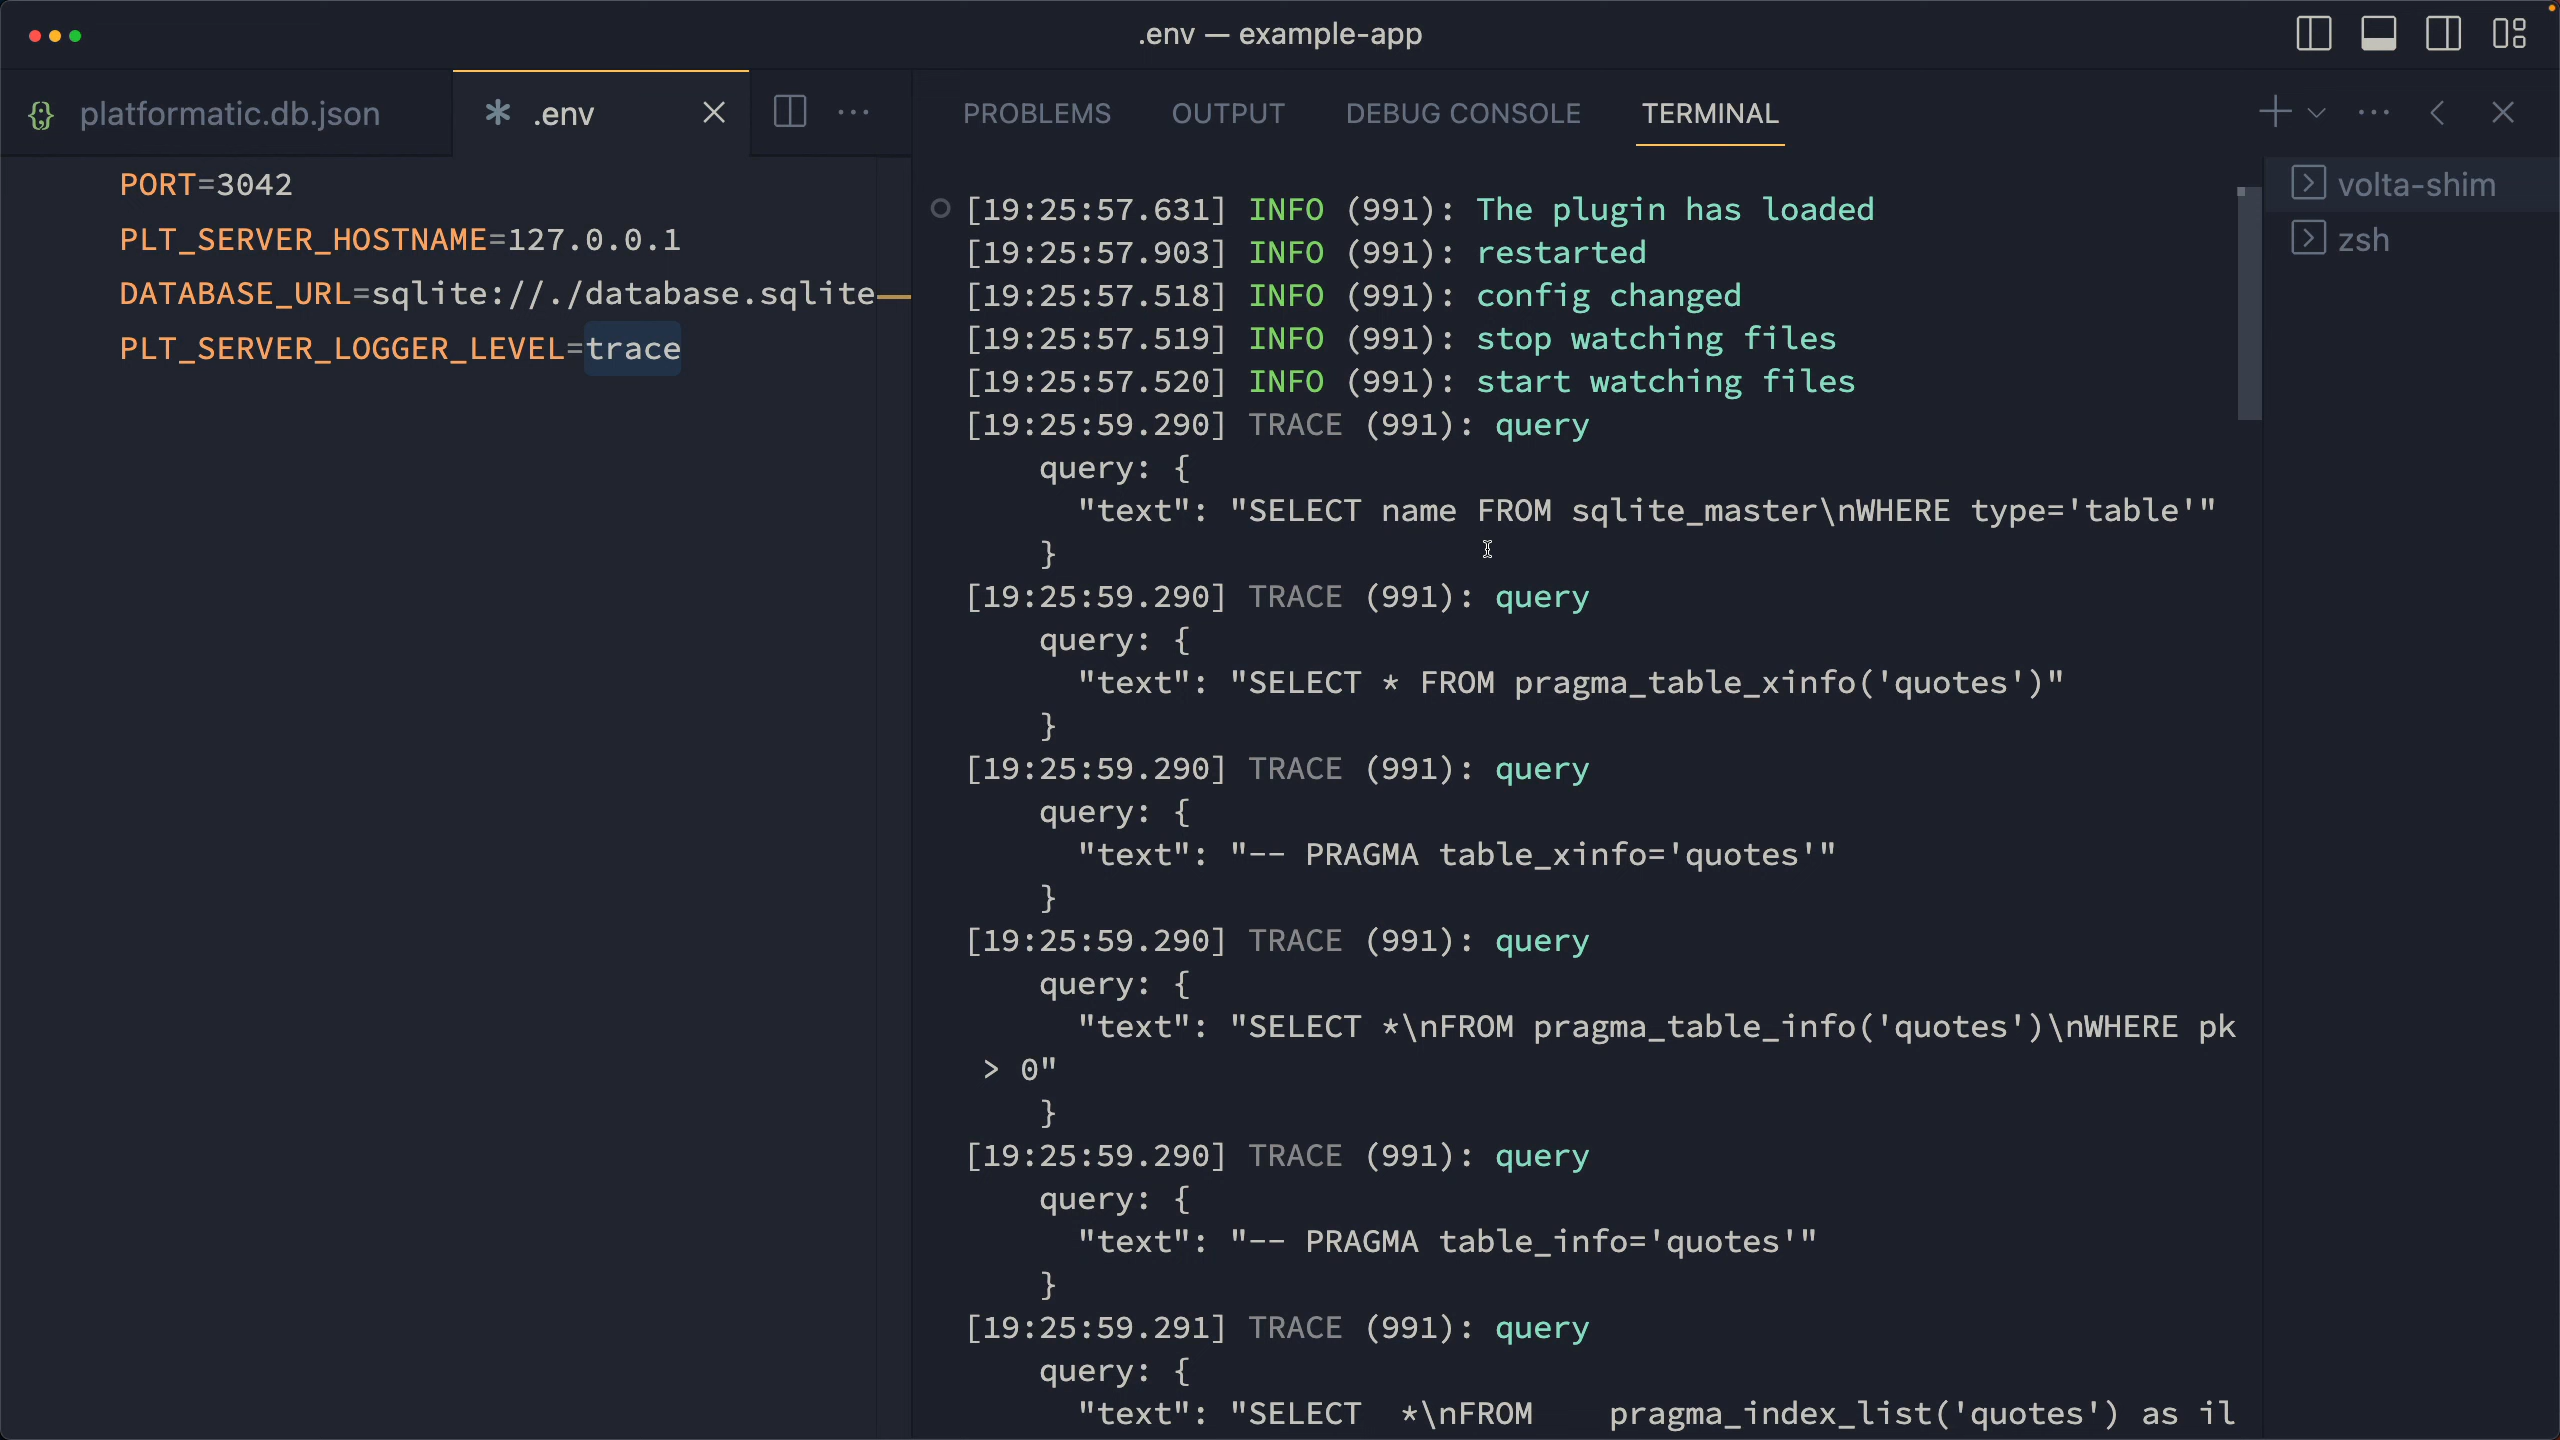 .env — example-app
platformatic.db.json
.env
PROBLEMS OUTPUT DEBUG CONSOLE TERMINAL
PORT=3042
PLT_SERVER_HOSTNAME=127.0.0.1
DATABASE_URL=sqlite://./database.sqlite
PLT_SERVER_LOGGER_LEVEL=trace
[19:25:57.631] INFO (991): The plugin has loaded
[19:25:57.903] INFO (991): restarted
[19:25:57.518] INFO (991): config changed
[19:25:57.519] INFO (991): stop watching files
[19:25:57.520] INFO (991): start watching files
[19:25:59.290] TRACE (991): query
query: {
"text": "SELECT name FROM sqlite_master\nWHERE type='table'"
}
[19:25:59.290] TRACE (991): query
query: {
"text": "SELECT * FROM pragma_table_xinfo('quotes')"
}
[19:25:59.290] TRACE (991): query
query: {
"text": "-- PRAGMA table_xinfo='quotes'"
}
[19:25:59.290] TRACE (991): query
query: {
"text": "SELECT *\nFROM pragma_table_info('quotes')\nWHERE pk
> 0"
}
[19:25:59.290] TRACE (991): query
query: {
"text": "-- PRAGMA table_info='quotes'"
}
[19:25:59.291] TRACE (991): query
query: {
"text": "SELECT  *\nFROM    pragma_index_list('quotes') as il
volta-shim
zsh